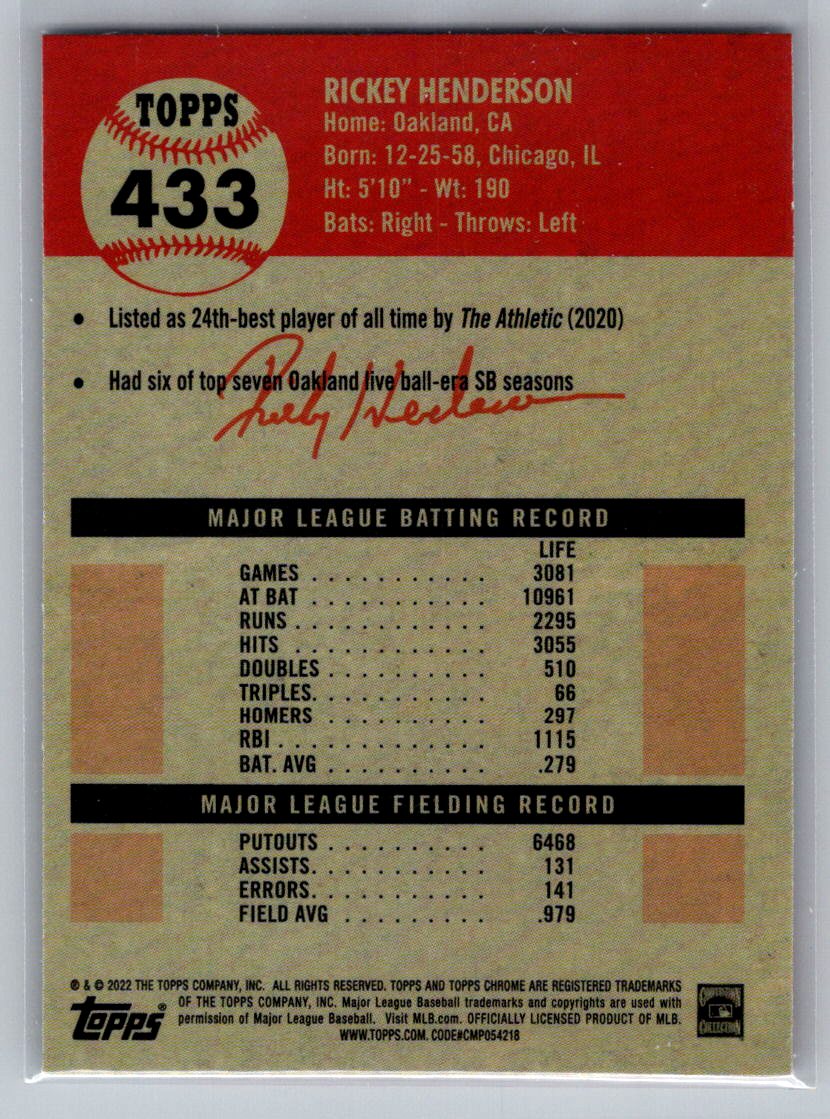 TOPPS
433
RICKEY HENDERSON
Home: Oakland, CA
Born: 12-25-58, Chicago, IL
Ht: 5'10" - Wt: 190
Bats: Right - Throws: Left
• Listed as 24th-best player of all time by The Athletic (2020)
• Had six of top seven Oakland live ball-era SB seasons
Rickey Henderson
MAJOR LEAGUE BATTING RECORD
LIFE
GAMES . . . . . . . . . . . 3081
AT BAT . . . . . . . . . . . 10961
RUNS . . . . . . . . . . . . 2295
HITS . . . . . . . . . . . . 3055
DOUBLES . . . . . . . . . . 510
TRIPLES. . . . . . . . . . . 66
HOMERS . . . . . . . . . . 297
RBI . . . . . . . . . . . . . 1115
BAT. AVG . . . . . . . . . . .279
MAJOR LEAGUE FIELDING RECORD
PUTOUTS . . . . . . . . . . 6468
ASSISTS. . . . . . . . . . . 131
ERRORS. . . . . . . . . . . 141
FIELD AVG . . . . . . . . . .979
® & © 2022 THE TOPPS COMPANY, INC. ALL RIGHTS RESERVED. TOPPS AND TOPPS CHROME ARE REGISTERED TRADEMARKS
OF THE TOPPS COMPANY, INC. Major League Baseball trademarks and copyrights are used with
permission of Major League Baseball. Visit MLB.com. OFFICIALLY LICENSED PRODUCT OF MLB.
WWW.TOPPS.COM. CODE#CMP054218
Topps®
COOPERSTOWN
COLLECTION